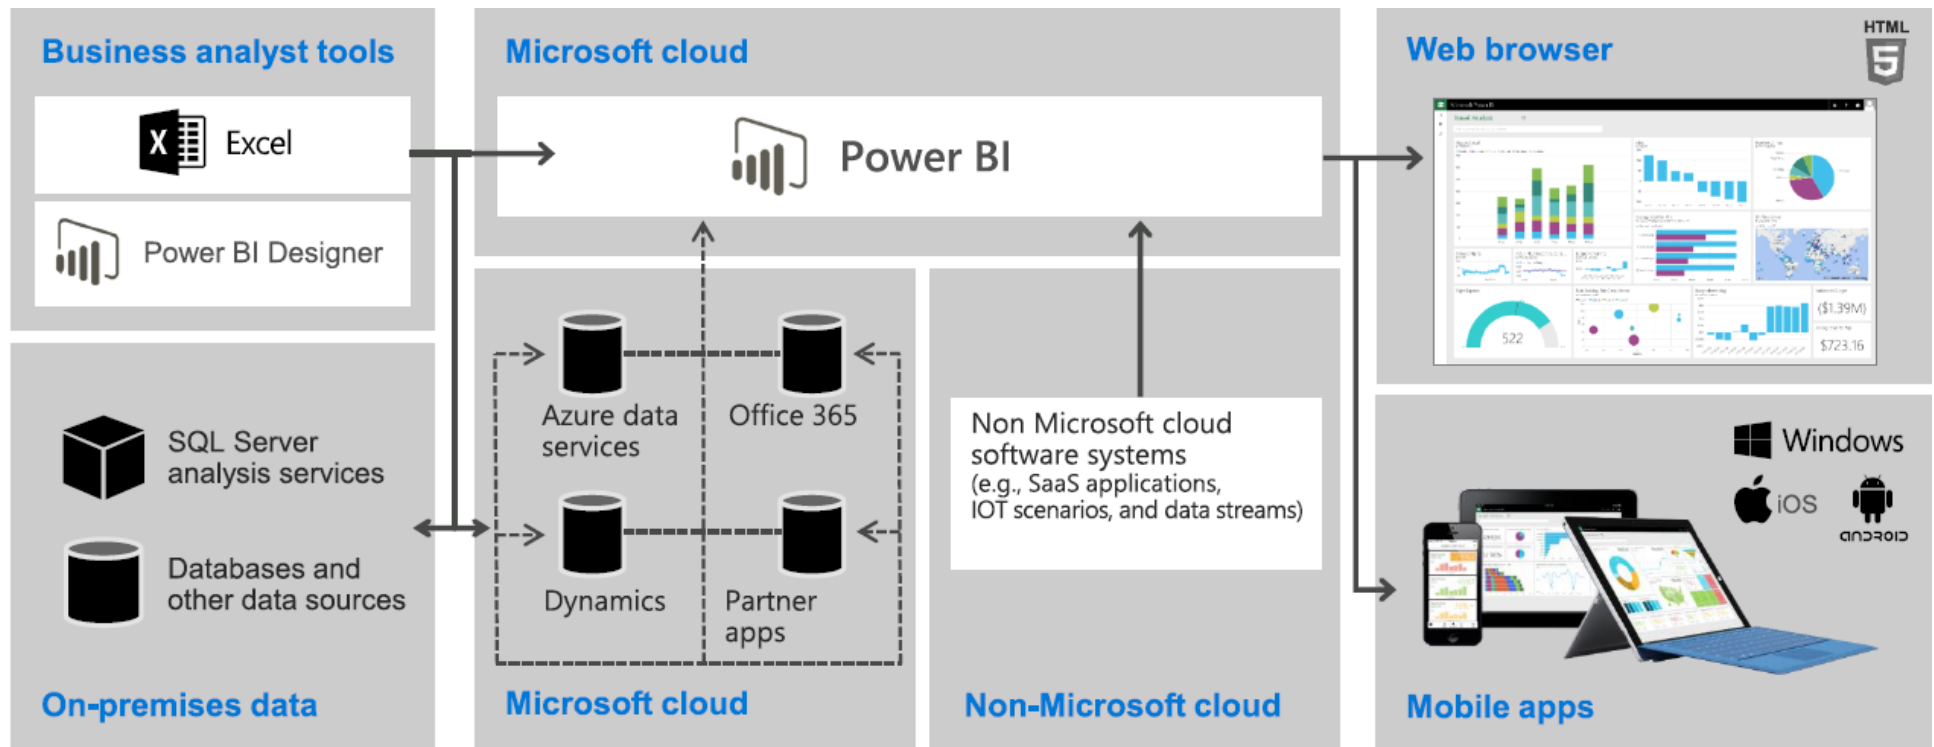 Business analyst tools
Excel
Power BI Designer
SQL Server
analysis services
Databases and
other data sources
On-premises data
Microsoft cloud
Power BI
Azure data
services
Office 365
Dynamics
Partner
apps
Microsoft cloud
Non Microsoft cloud
software systems
(e.g., SaaS applications,
IOT scenarios, and data streams)
Non-Microsoft cloud
Web browser
HTML
5
522
($1.39M)
$723.16
Windows
iOS
android
Mobile apps